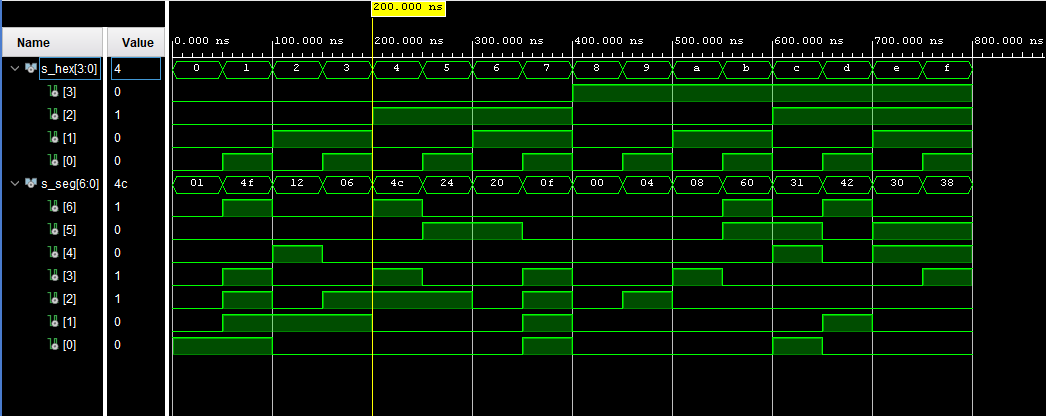 200.000 ns
Name Value 0.000 ns 100.000 ns 200.000 ns 300.000 ns 400.000 ns 500.000 ns 600.000 ns 700.000 ns 800.000 ns
s_hex[3:0] 4 0 1 2 3 4 5 6 7 8 9 a b c d e f
[3] 0
[2] 1
[1] 0
[0] 0
s_seg[6:0] 4c 01 4f 12 06 4c 24 20 0f 00 04 08 60 31 42 30 38
[6] 1
[5] 0
[4] 0
[3] 1
[2] 1
[1] 0
[0] 0